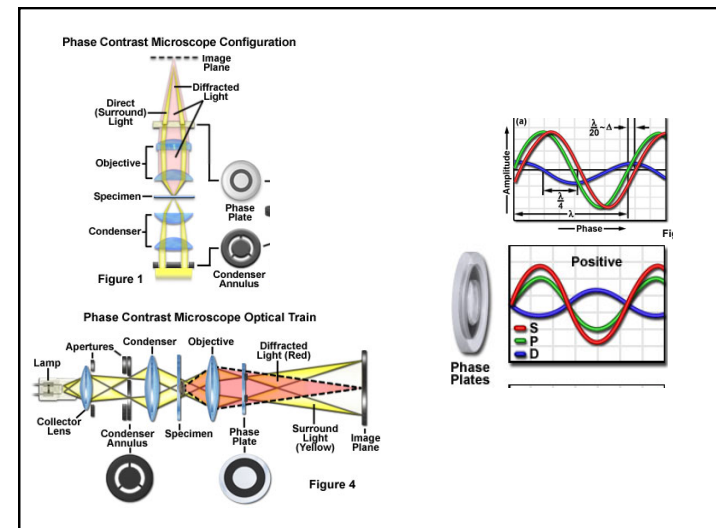 Phase Contrast Microscope Configuration
Image
Plane
Diffracted
Light
Direct
(Surround)
Light
Objective
Specimen
Phase
Plate
Condenser
Condenser
Annulus
Figure 1
(a)
λ
20
~Δ
Amplitude
λ
4
λ
Phase
Positive
S
P
D
Phase
Plates
Phase Contrast Microscope Optical Train
Condenser
Objective
Diffracted
Light (Red)
Apertures
Lamp
Collector
Lens
Condenser
Annulus
Specimen
Phase
Plate
Surround
Light
(Yellow)
Image
Plane
Figure 4